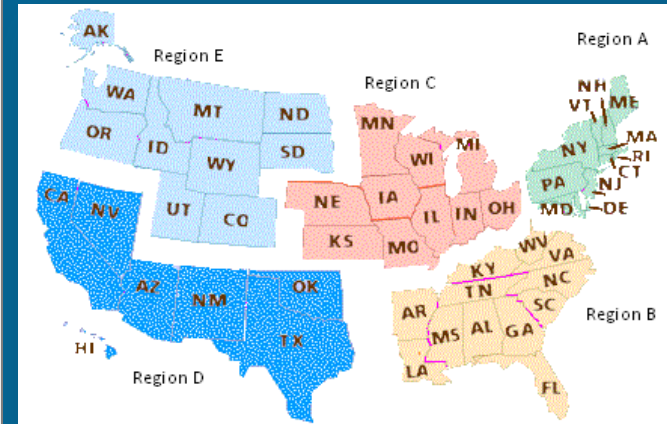 AK
Region E
Region A
WA
MT
ND
OR
ID
SD
WY
UT
CO
Region C
MN
WI
MI
NE
IA
IL
IN
OH
KS
MO
NH
VT
ME
NY
MA
RI
CT
PA
NJ
MD
DE
CA
NV
AZ
NM
OK
TX
HI
Region D
WV
KY
VA
TN
NC
AR
SC
MS
AL
GA
LA
FL
Region B